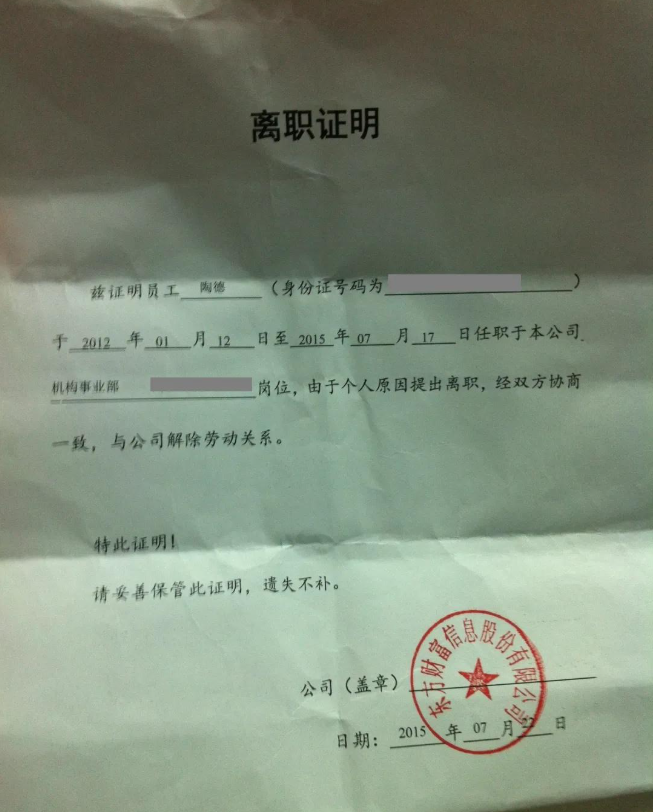 离职证明
兹证明员工 陶德 (身份证号码为 )
于 2012 年 01 月 12 日至 2015 年 07 月 17 日任职于本公司
机构事业部 岗位，由于个人原因提出离职，经双方协商
一致，与公司解除劳动关系。
特此证明！
请妥善保管此证明，遗失不补。
公司（盖章）
东方财富信息股份有限公司
日期： 2015 年 07 月 日